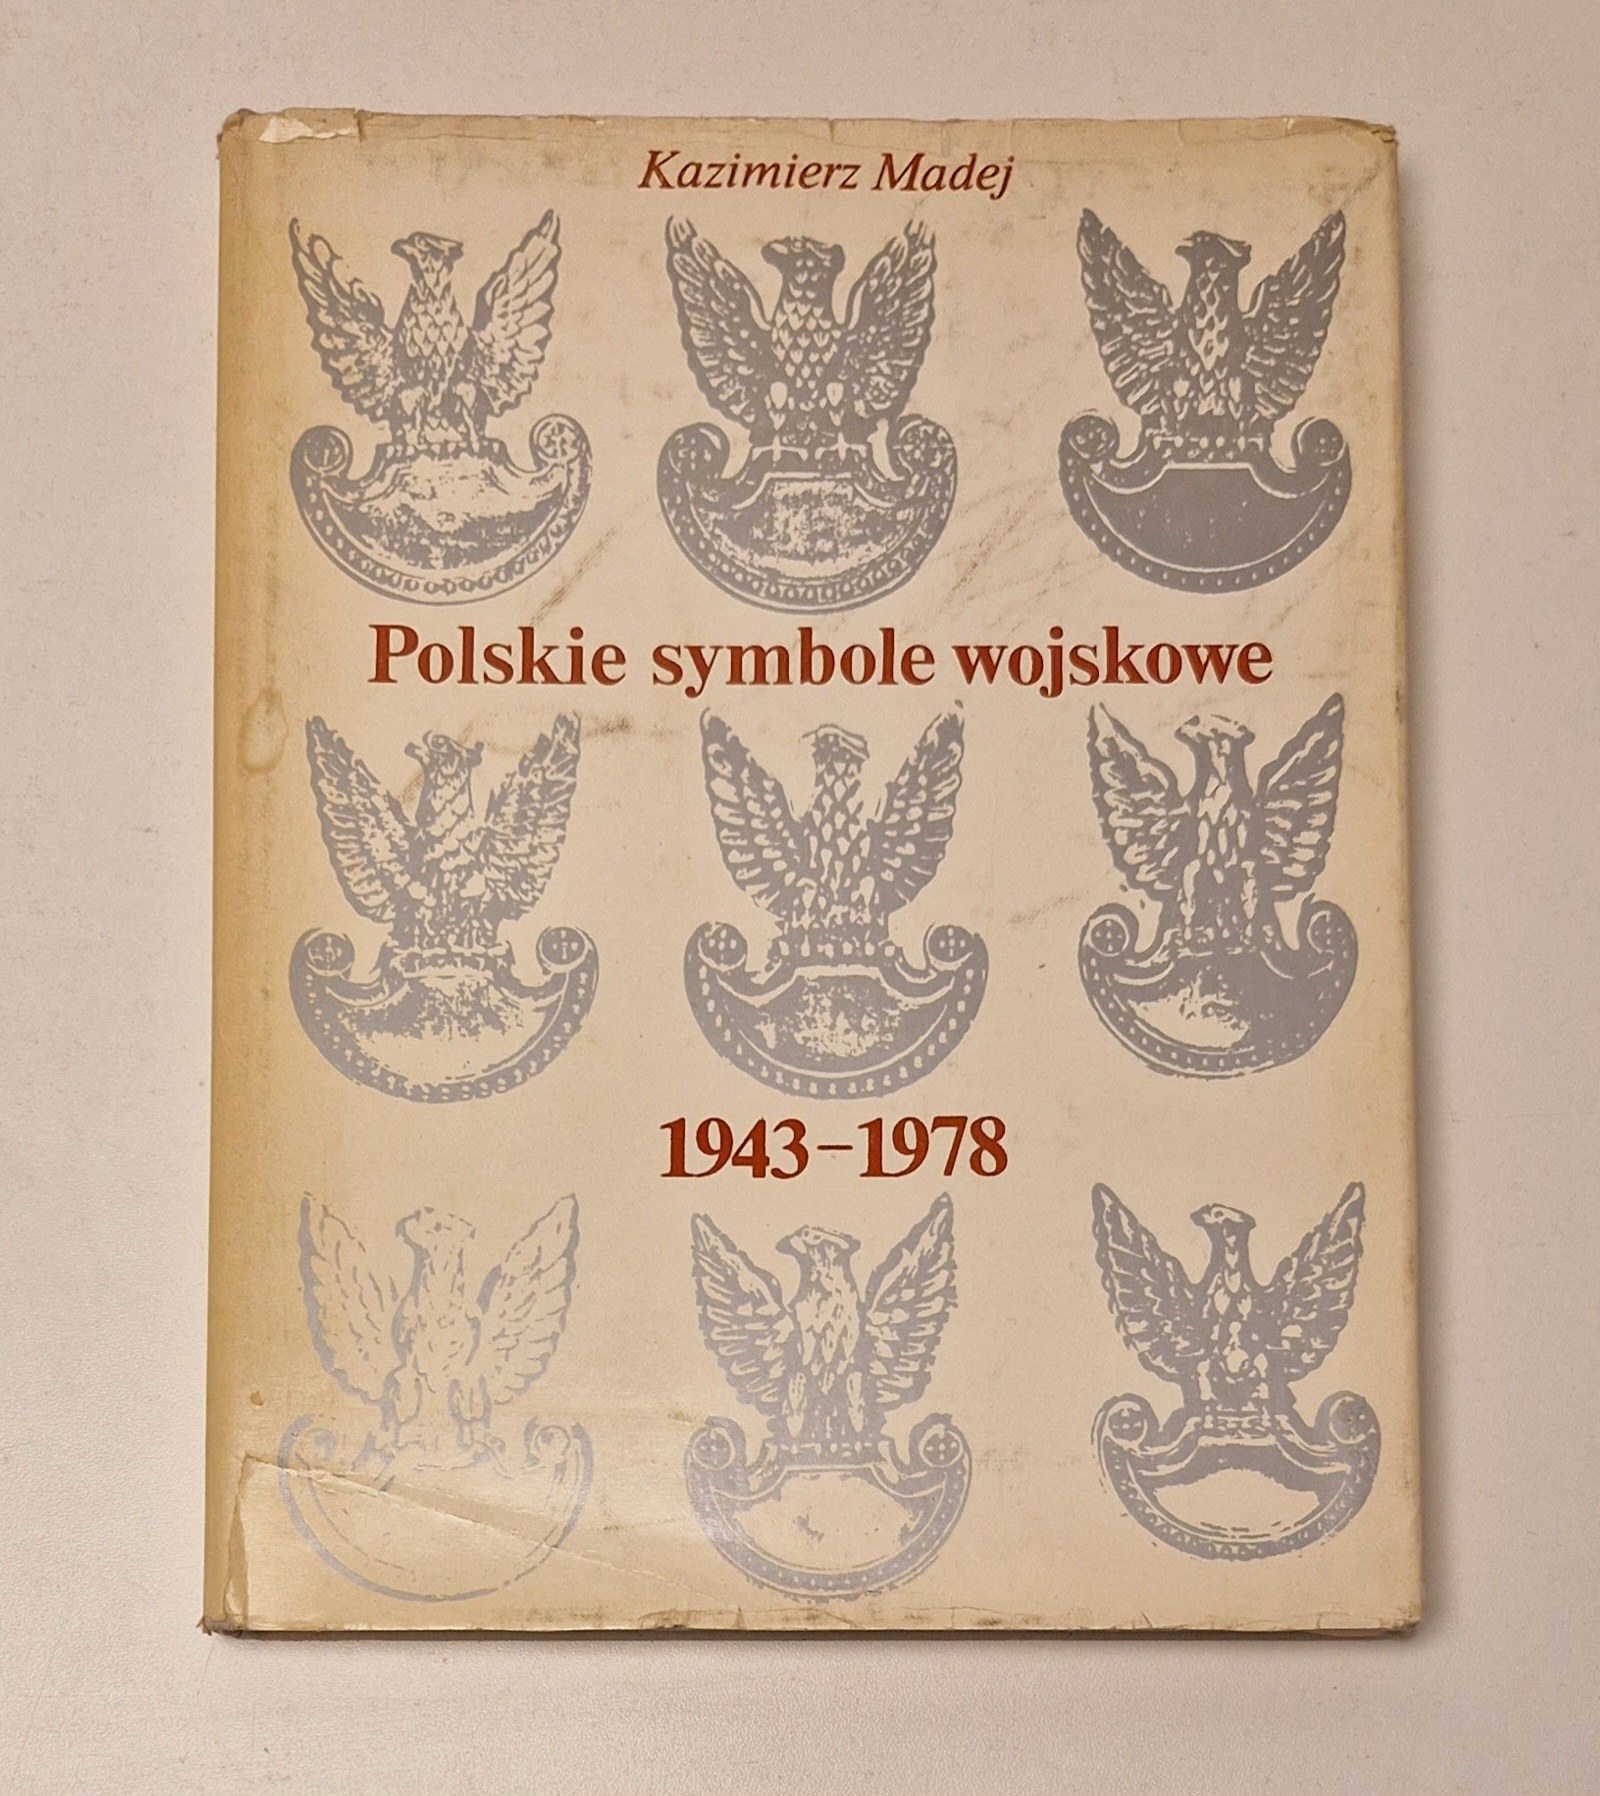 Kazimierz Madej
Polskie symbole wojskowe
1943–1978